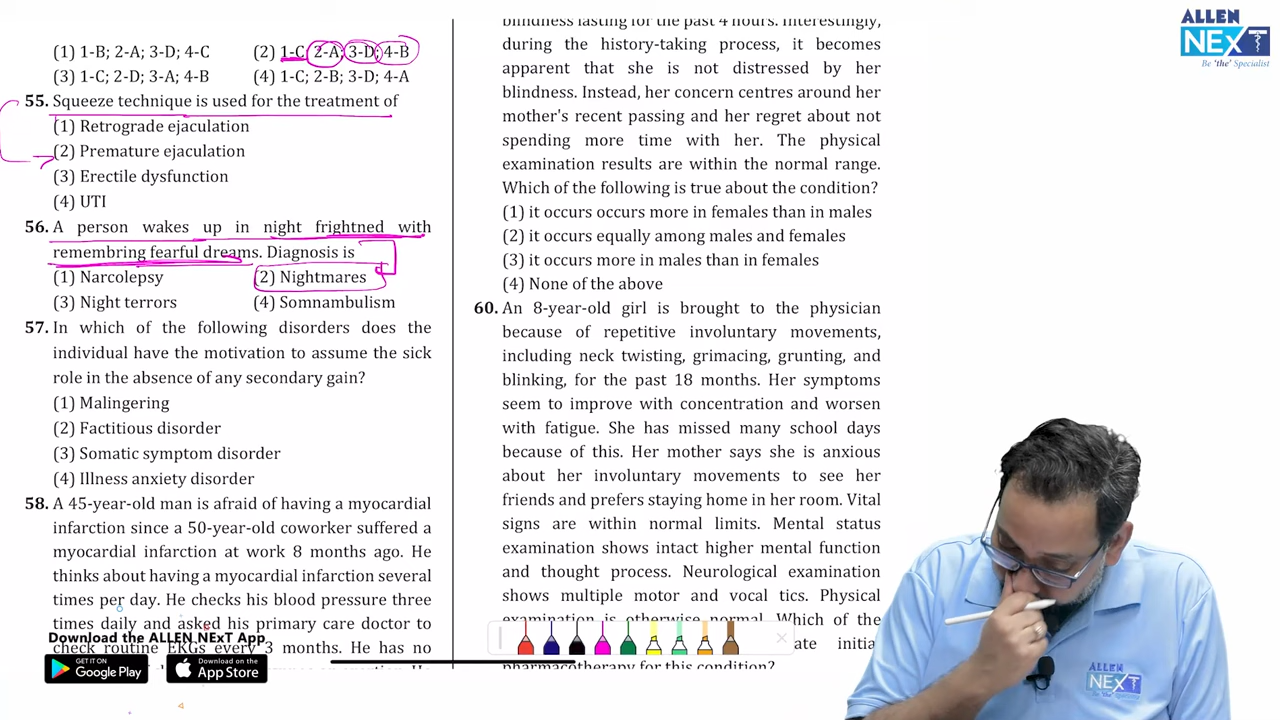 (1) 1-B; 2-A; 3-D; 4-C
(2) 1-C; 2-A; 3-D; 4-B
(3) 1-C; 2-D; 3-A; 4-B
(4) 1-C; 2-B; 3-D; 4-A
55. Squeeze technique is used for the treatment of
(1) Retrograde ejaculation
(2) Premature ejaculation
(3) Erectile dysfunction
(4) UTI
56. A person wakes up in night frightned with
remembring fearful dreams. Diagnosis is
(1) Narcolepsy
(2) Nightmares
(3) Night terrors
(4) Somnambulism
57. In which of the following disorders does the
individual have the motivation to assume the sick
role in the absence of any secondary gain?
(1) Malingering
(2) Factitious disorder
(3) Somatic symptom disorder
(4) Illness anxiety disorder
58. A 45-year-old man is afraid of having a myocardial
infarction since a 50-year-old coworker suffered a
myocardial infarction at work 8 months ago. He
thinks about having a myocardial infarction several
times per day. He checks his blood pressure three
times daily and asked his primary care doctor to
check routine EKGs every 3 months. He has no
blindness lasting for the past 4 hours. Interestingly,
during the history-taking process, it becomes
apparent that she is not distressed by her
blindness. Instead, her concern centres around her
mother's recent passing and her regret about not
spending more time with her. The physical
examination results are within the normal range.
Which of the following is true about the condition?
(1) it occurs occurs more in females than in males
(2) it occurs equally among males and females
(3) it occurs more in males than in females
(4) None of the above
60. An 8-year-old girl is brought to the physician
because of repetitive involuntary movements,
including neck twisting, grimacing, grunting, and
blinking, for the past 18 months. Her symptoms
seem to improve with concentration and worsen
with fatigue. She has missed many school days
because of this. Her mother says she is anxious
about her involuntary movements to see her
friends and prefers staying home in her room. Vital
signs are within normal limits. Mental status
examination shows intact higher mental function
and thought process. Neurological examination
shows multiple motor and vocal tics. Physical
examination is otherwise normal. Which of the
pharmacotherapy for this condition?
Download the ALLEN NExT App
GET IT ON
Google Play
Download on the
App Store
ALLEN
NEXT
Be 'the' Specialist
ALLEN
NEXT